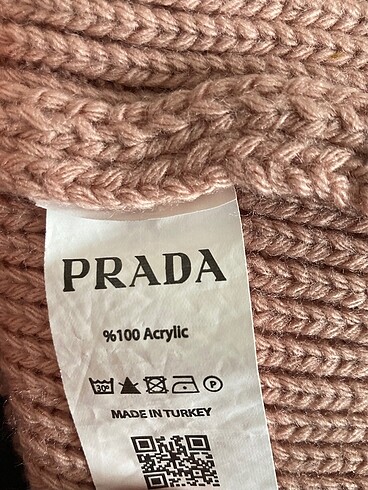 PRADA
%100 Acrylic
30°
P
MADE IN TURKEY